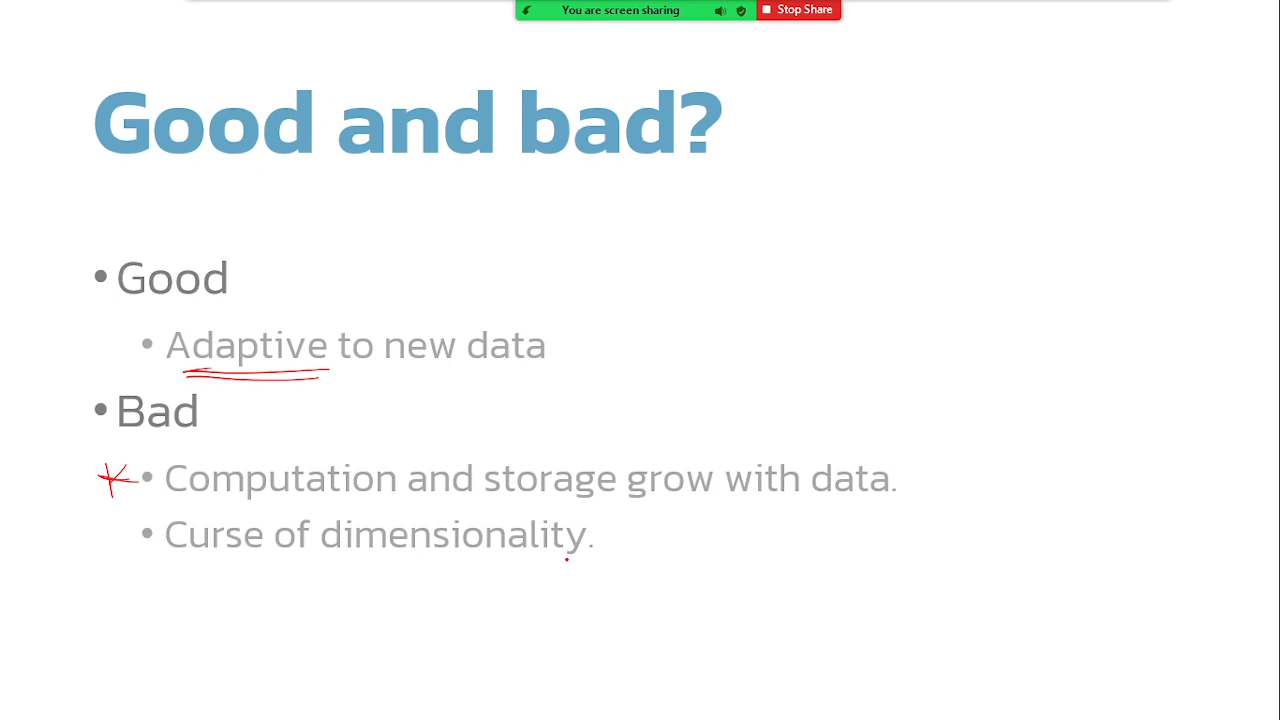 You are screen sharing
Stop Share
Good and bad?
• Good
• Adaptive to new data
• Bad
• Computation and storage grow with data.
• Curse of dimensionality.